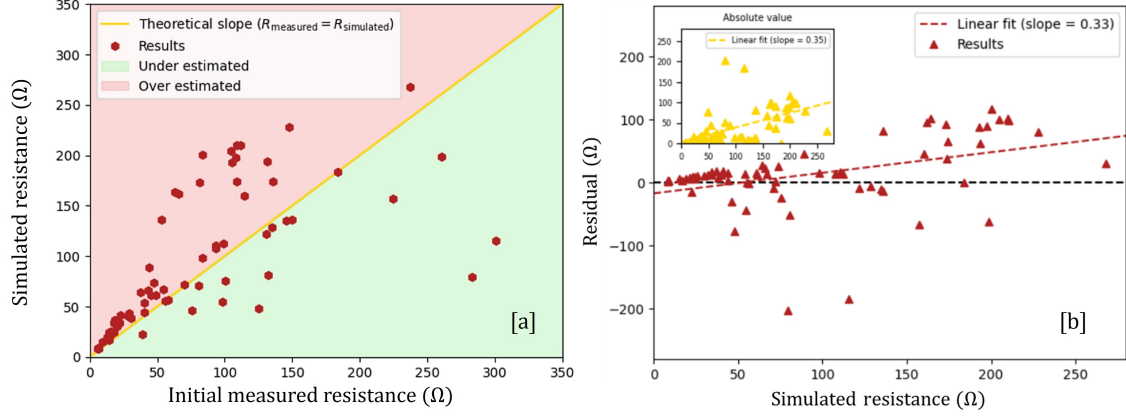 350
300
250
200
150
100
50
0
Simulated resistance (Ω)
Theoretical slope (R_measured = R_simulated)
Results
Under estimated
Over estimated
[a]
0 50 100 150 200 250 300 350
Initial measured resistance (Ω)
200
100
0
−100
−200
Residual (Ω)
Linear fit (slope = 0.33)
Results
Absolute value
Linear fit (slope = 0.35)
250
200
150
100
50
0
0 50 100 150 200 250
[b]
0 50 100 150 200 250
Simulated resistance (Ω)